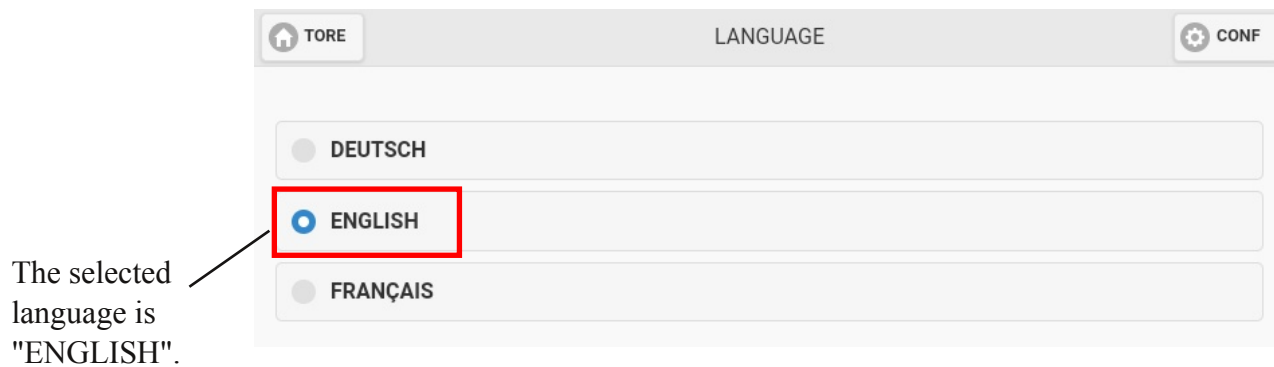 TORE
LANGUAGE
CONF
DEUTSCH
ENGLISH
FRANÇAIS
The selected
language is
"ENGLISH".